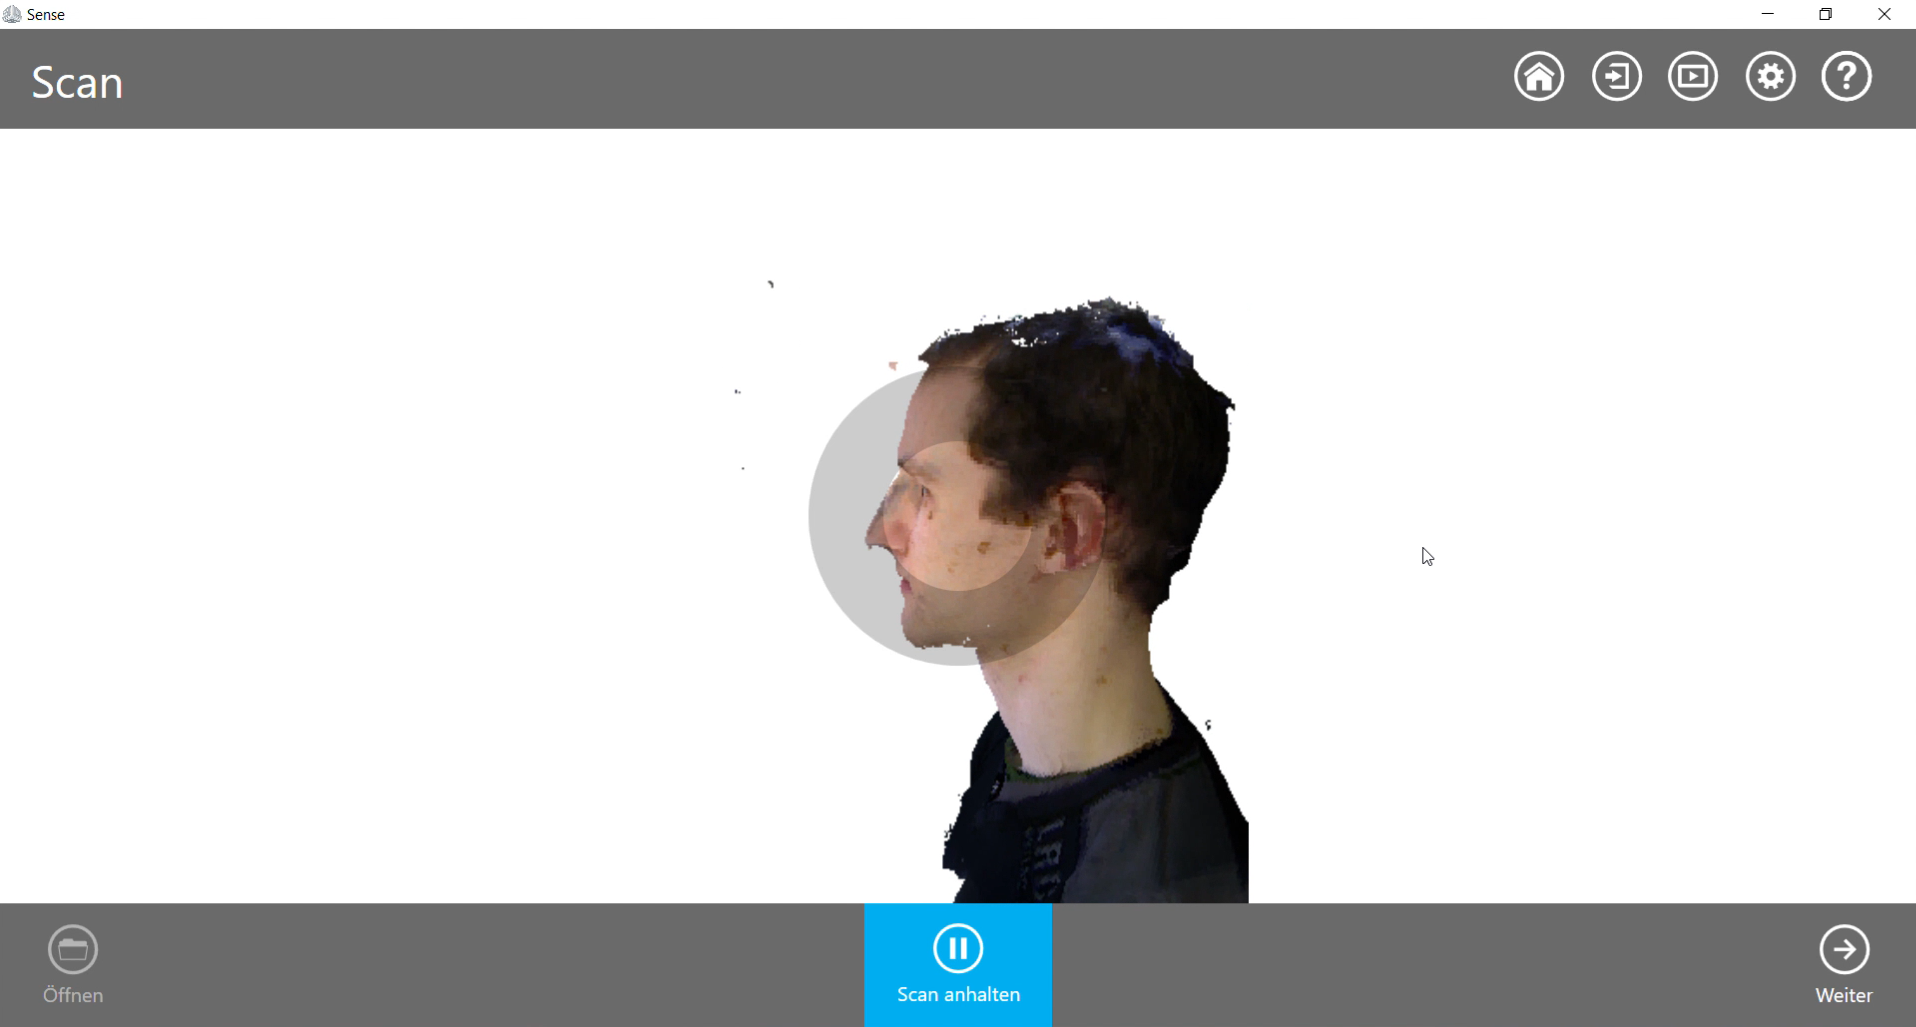 Sense
Scan
Öffnen
Scan anhalten
Weiter